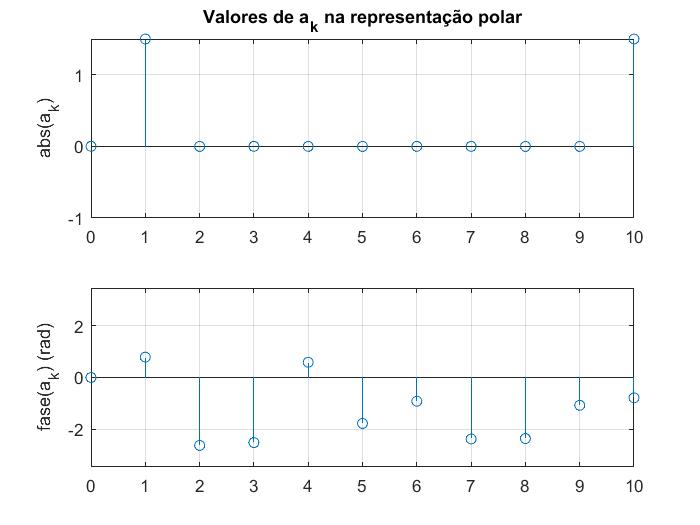 Valores de a_k na representação polar
1
0
-1
abs(a_k)
0 1 2 3 4 5 6 7 8 9 10
2
0
-2
fase(a_k) (rad)
0 1 2 3 4 5 6 7 8 9 10